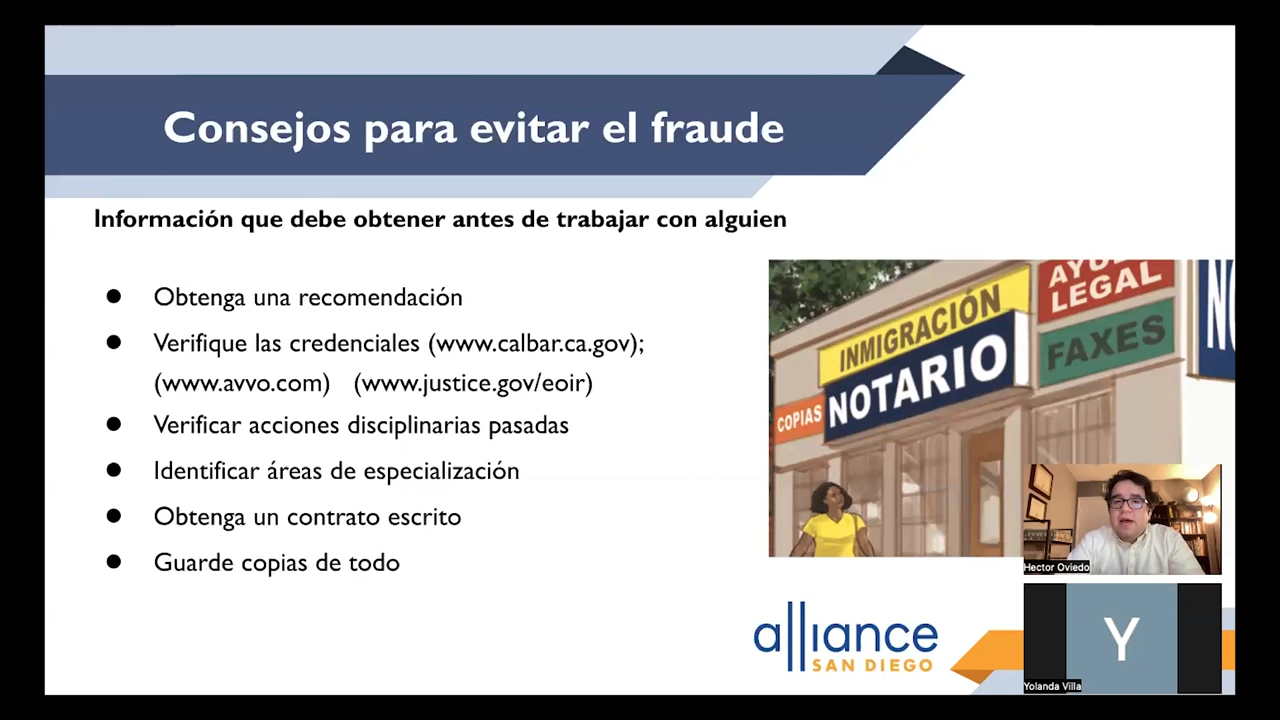 Consejos para evitar el fraude
Información que debe obtener antes de trabajar con alguien
Obtenga una recomendación
Verifique las credenciales (www.calbar.ca.gov);
(www.avvo.com) (www.justice.gov/eoir)
Verificar acciones disciplinarias pasadas
Identificar áreas de especialización
Obtenga un contrato escrito
Guarde copias de todo
INMIGRACIÓN
NOTARIO
COPIAS
LEGAL
FAXES
Hector Oviedo
alliance
SAN DIEGO
Y
Yolanda Villa